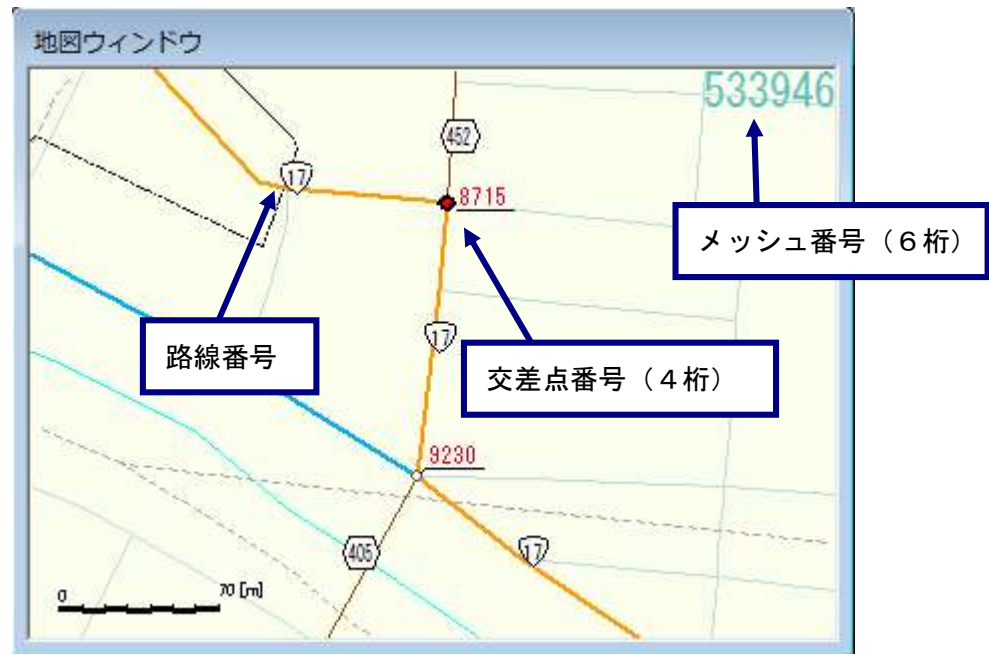 地図ウィンドウ
533946
452
17
8715
メッシュ番号（６桁）
路線番号
17
交差点番号（４桁）
9230
405
17
0
70 [m]